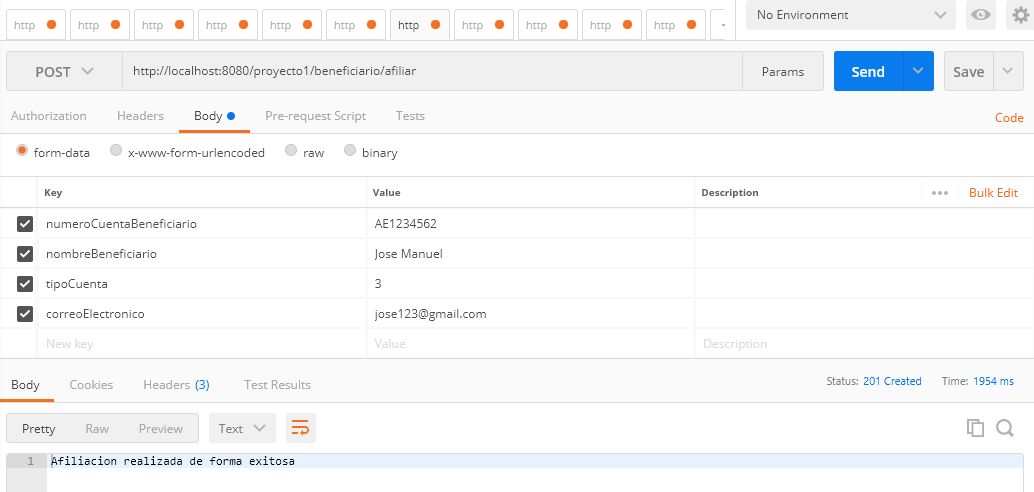 http http http http http http http http http http http No Environment
POST http://localhost:8080/proyecto1/beneficiario/afiliar Params Send Save
Authorization Headers Body Pre-request Script Tests Code
form-data x-www-form-urlencoded raw binary
Key Value Description ••• Bulk Edit
numeroCuentaBeneficiario AE1234562
nombreBeneficiario Jose Manuel
tipoCuenta 3
correoElectronico jose123@gmail.com
New key Value Description
Body Cookies Headers (3) Test Results Status: 201 Created Time: 1954 ms
Pretty Raw Preview Text
1 Afiliacion realizada de forma exitosa